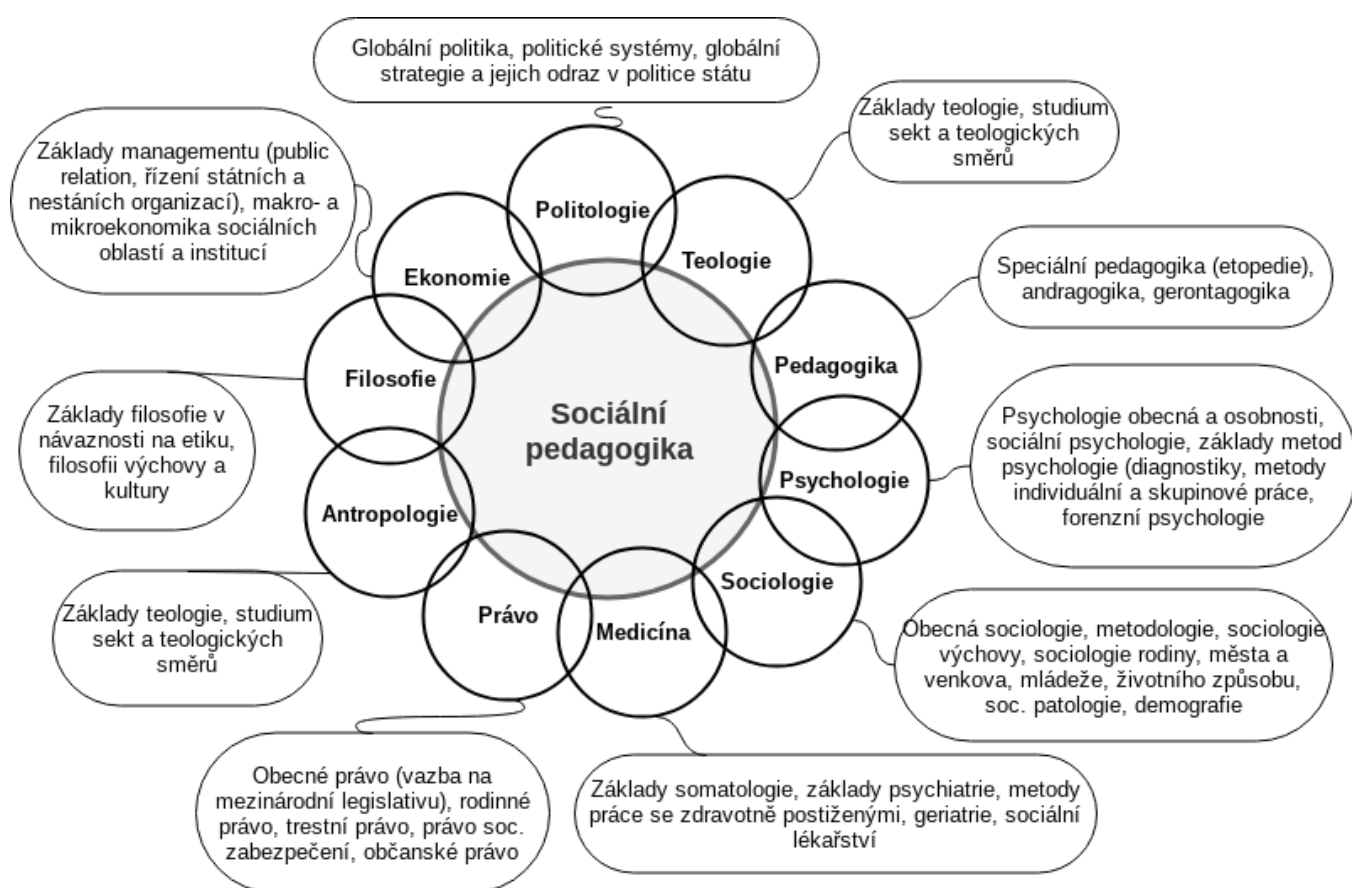 Globální politika, politické systémy, globální
strategie a jejich odraz v politice státu
Základy teologie, studium
sekt a teologických
směrů
Základy managementu (public
relation, řízení státních a
nestáních organizací), makro- a
mikroekonomika sociálních
oblastí a institucí
Politologie
Teologie
Ekonomie
Speciální pedagogika (etopedie),
andragogika, gerontagogika
Pedagogika
Filosofie
Sociální
pedagogika
Základy filosofie v
návaznosti na etiku,
filosofii výchovy a
kultury
Psychologie obecná a osobnosti,
sociální psychologie, základy metod
psychologie (diagnostiky, metody
individuální a skupinové práce,
forenzní psychologie
Psychologie
Antropologie
Sociologie
Právo
Medicína
Základy teologie, studium
sekt a teologických
směrů
Obecná sociologie, metodologie, sociologie
výchovy, sociologie rodiny, města a
venkova, mládeže, životního způsobu,
soc. patologie, demografie
Obecné právo (vazba na
mezinárodní legislativu), rodinné
právo, trestní právo, právo soc.
zabezpečení, občanské právo
Základy somatologie, základy psychiatrie, metody
práce se zdravotně postiženými, geriatrie, sociální
lékařství